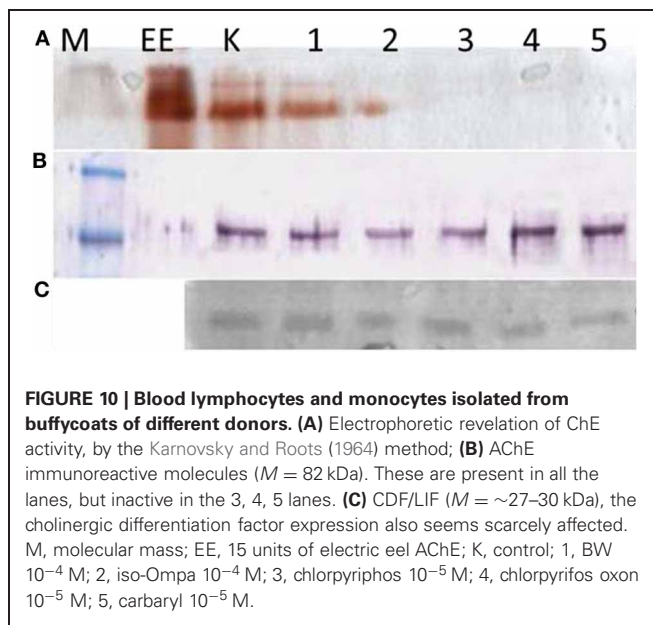 A M EE K 1 2 3 4 5
B
C
FIGURE 10 | Blood lymphocytes and monocytes isolated from
buffycoats of different donors. (A) Electrophoretic revelation of ChE
activity, by the Karnovsky and Roots (1964) method; (B) AChE
immunoreactive molecules (M = 82 kDa). These are present in all the
lanes, but inactive in the 3, 4, 5 lanes. (C) CDF/LIF (M = ~27–30 kDa), the
cholinergic differentiation factor expression also seems scarcely affected.
M, molecular mass; EE, 15 units of electric eel AChE; K, control; 1, BW
10⁻⁴ M; 2, iso-Ompa 10⁻⁴ M; 3, chlorpyriphos 10⁻⁵ M; 4, chlorpyrifos oxon
10⁻⁵ M; 5, carbaryl 10⁻⁵ M.